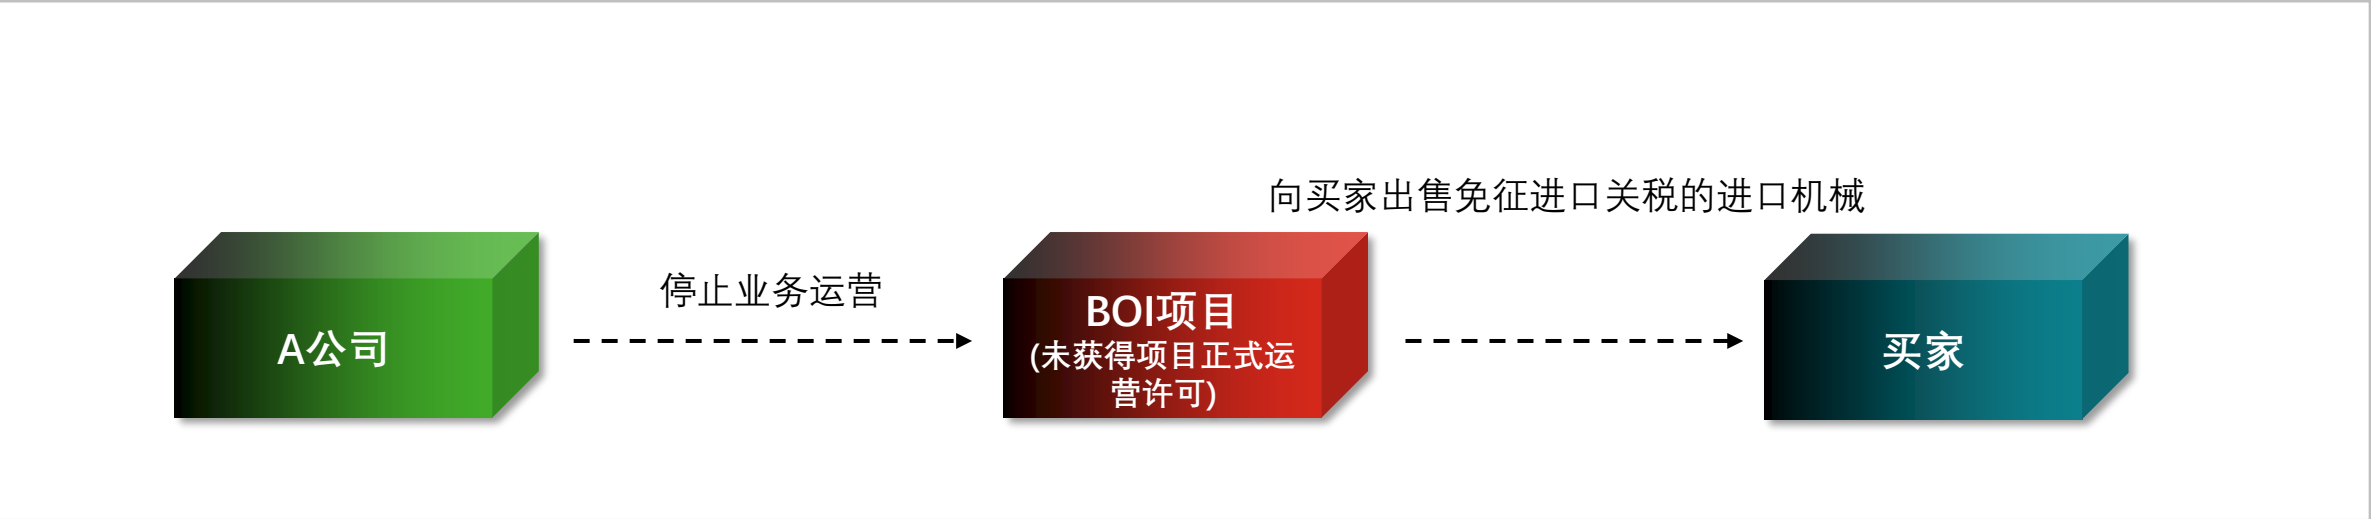 向买家出售免征进口关税的进口机械
停止业务运营
A公司
BOI项目
(未获得项目正式运
营许可)
买家